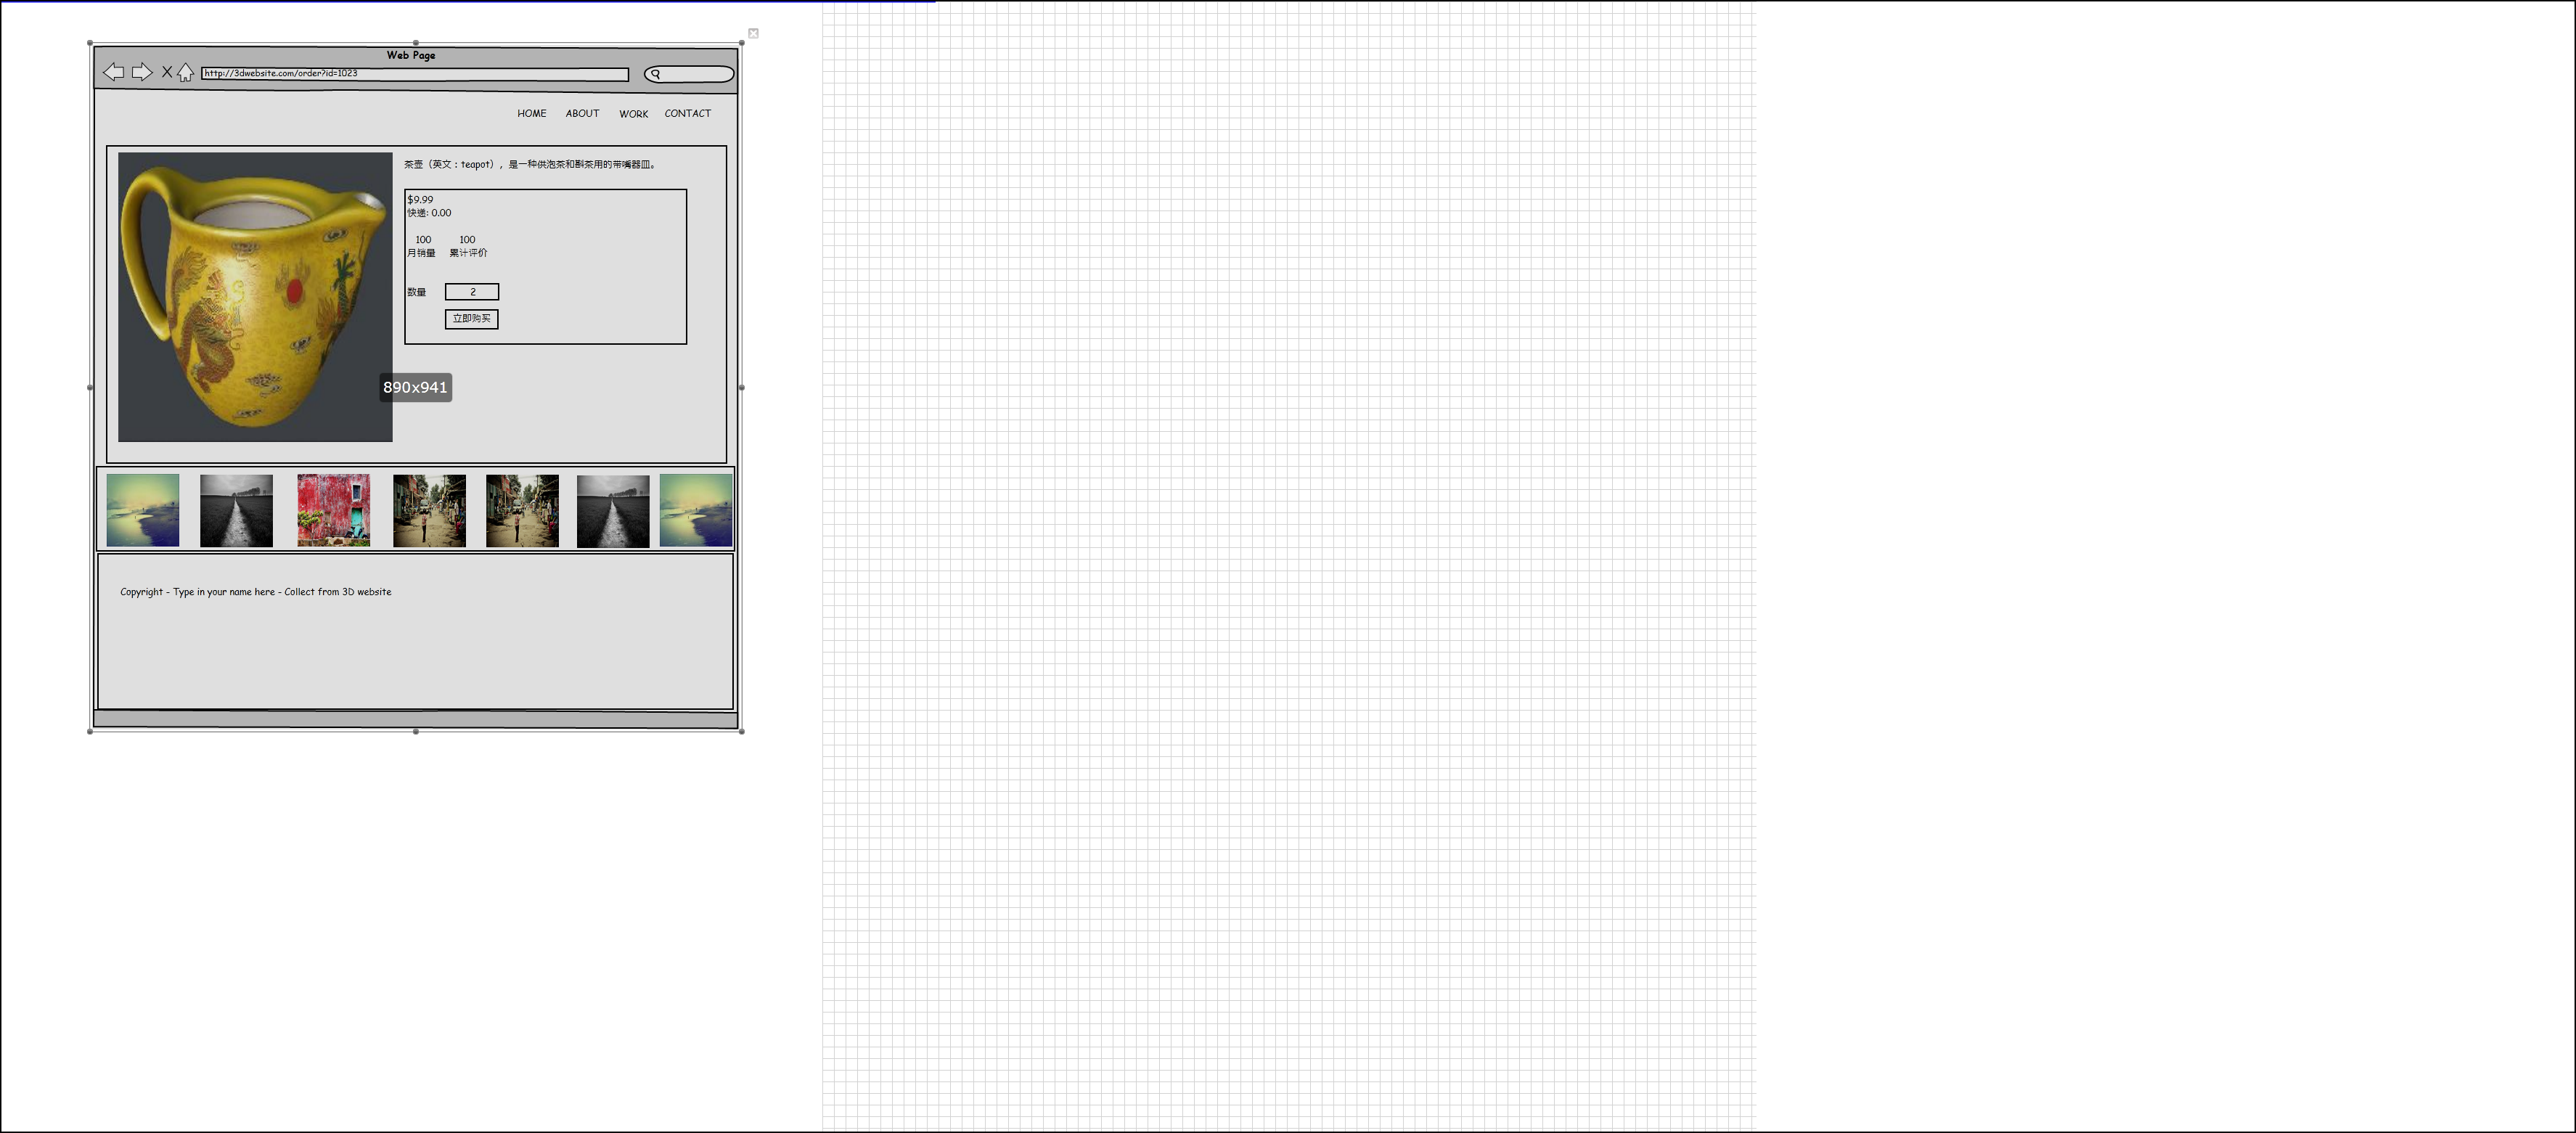 Web Page
http://3dwebsite.com/order?id=1023
HOME ABOUT WORK CONTACT
茶壶（英文：teapot），是一种供泡茶和斟茶用的带嘴器皿。
$9.99
快递: 0.00
100 100
月销量 累计评价
数量 2
立即购买
890x941
Copyright - Type in your name here - Collect from 3D website